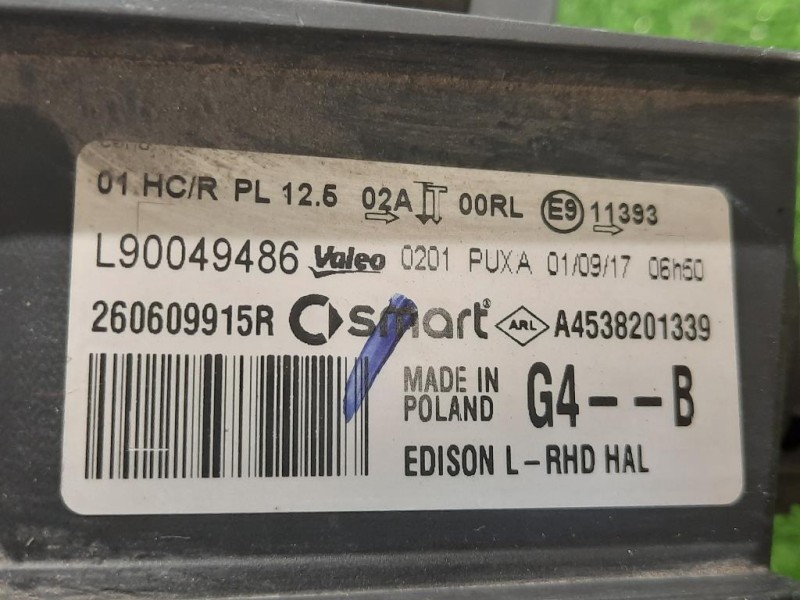 01 HC/R PL 12.5 02A 00RL E9 11393
L90049486 Valeo 0201 PUXA 01/09/17 06h50
260609915R smart ARL A4538201339
MADE IN
POLAND
G4--B
EDISON L-RHD HAL